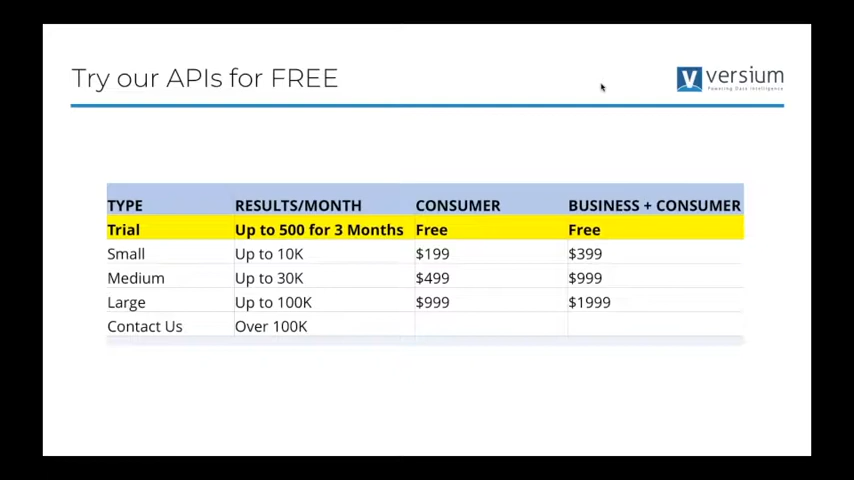 Try our APIs for FREE
versium
Powering Data Intelligence
TYPE RESULTS/MONTH CONSUMER BUSINESS + CONSUMER
Trial Up to 500 for 3 Months Free Free
Small Up to 10K $199 $399
Medium Up to 30K $499 $999
Large Up to 100K $999 $1999
Contact Us Over 100K